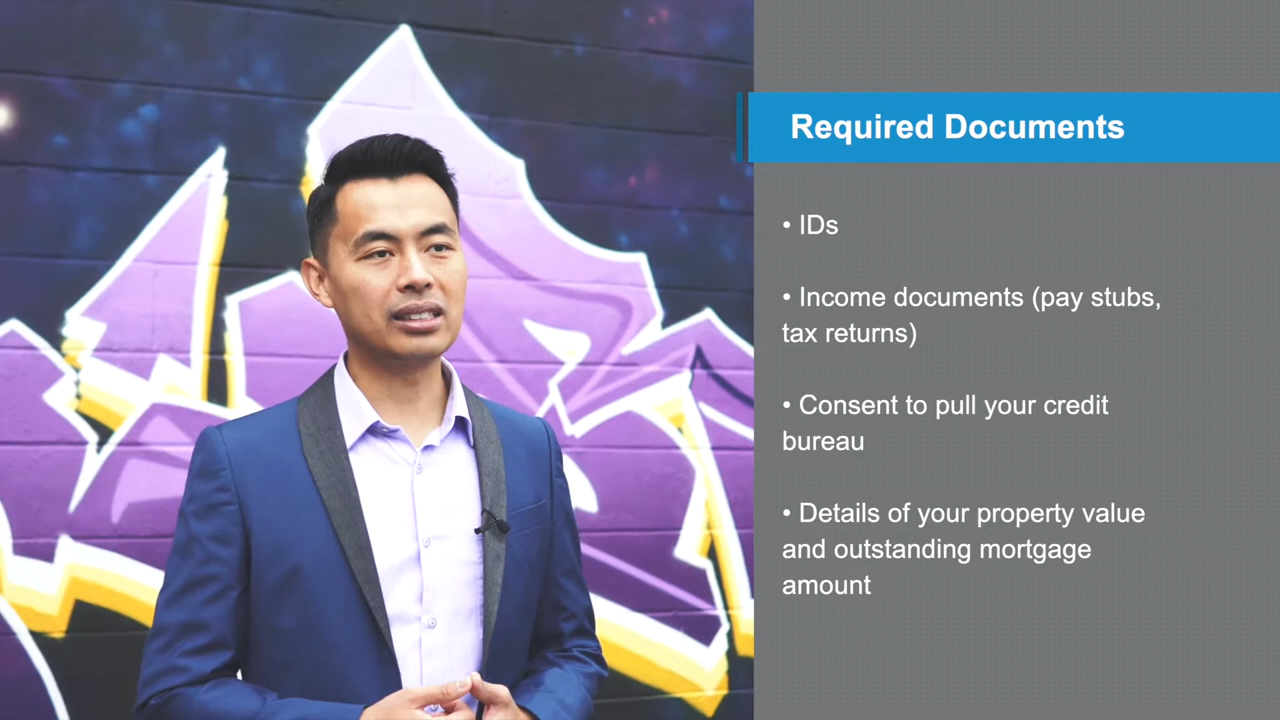 Required Documents
• IDs
• Income documents (pay stubs,
tax returns)
• Consent to pull your credit
bureau
• Details of your property value
and outstanding mortgage
amount